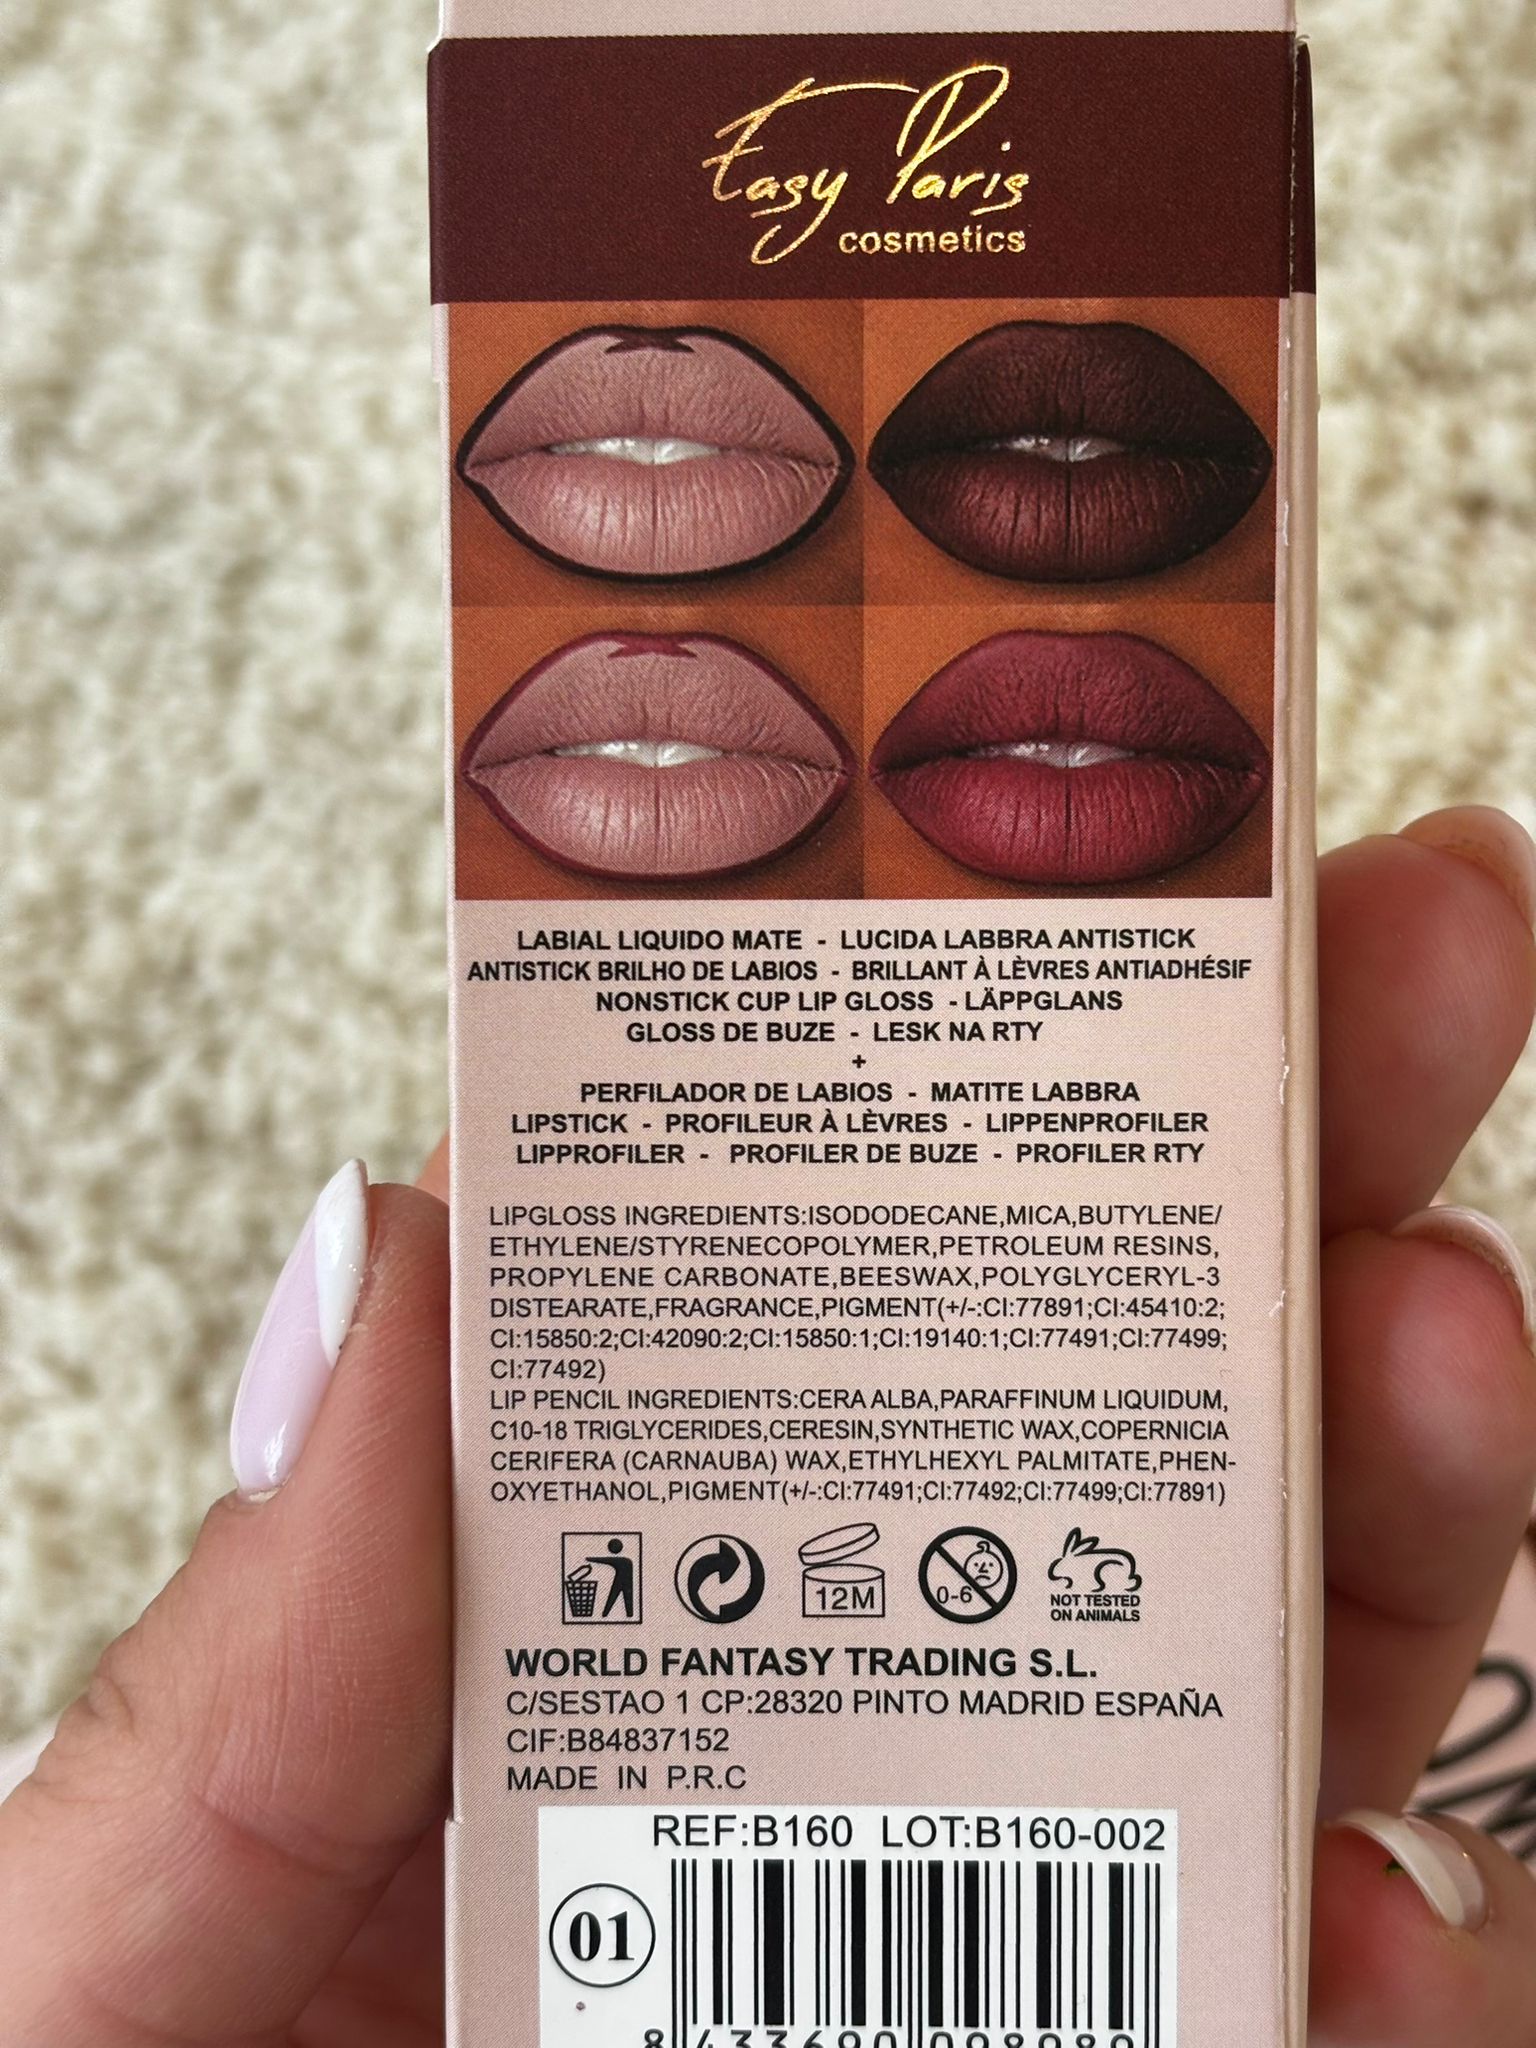 Easy Paris
cosmetics
LABIAL LIQUIDO MATE - LUCIDA LABBRA ANTISTICK
ANTISTICK BRILHO DE LABIOS - BRILLANT À LÈVRES ANTIADHÉSIF
NONSTICK CUP LIP GLOSS - LÄPPGLANS
GLOSS DE BUZE - LESK NA RTY
+
PERFILADOR DE LABIOS - MATITE LABBRA
LIPSTICK - PROFILEUR À LÈVRES - LIPPENPROFILER
LIPPROFILER - PROFILER DE BUZE - PROFILER RTY
LIPGLOSS INGREDIENTS:ISODODECANE,MICA,BUTYLENE/
ETHYLENE/STYRENECOPOLYMER,PETROLEUM RESINS,
PROPYLENE CARBONATE,BEESWAX,POLYGLYCERYL-3
DISTEARATE,FRAGRANCE,PIGMENT(+/-:CI:77891;CI:45410:2;
CI:15850:2;CI:42090:2;CI:15850:1;CI:19140:1;CI:77491;CI:77499;
CI:77492)
LIP PENCIL INGREDIENTS:CERA ALBA,PARAFFINUM LIQUIDUM,
C10-18 TRIGLYCERIDES,CERESIN,SYNTHETIC WAX,COPERNICIA
CERIFERA (CARNAUBA) WAX,ETHYLHEXYL PALMITATE,PHEN-
OXYETHANOL,PIGMENT(+/-:CI:77491;CI:77492;CI:77499;CI:77891)
12M
0-6
NOT TESTED
ON ANIMALS
WORLD FANTASY TRADING S.L.
C/SESTAO 1 CP:28320 PINTO MADRID ESPAÑA
CIF:B84837152
MADE IN P.R.C
REF:B160 LOT:B160-002
01
8 433690 098989